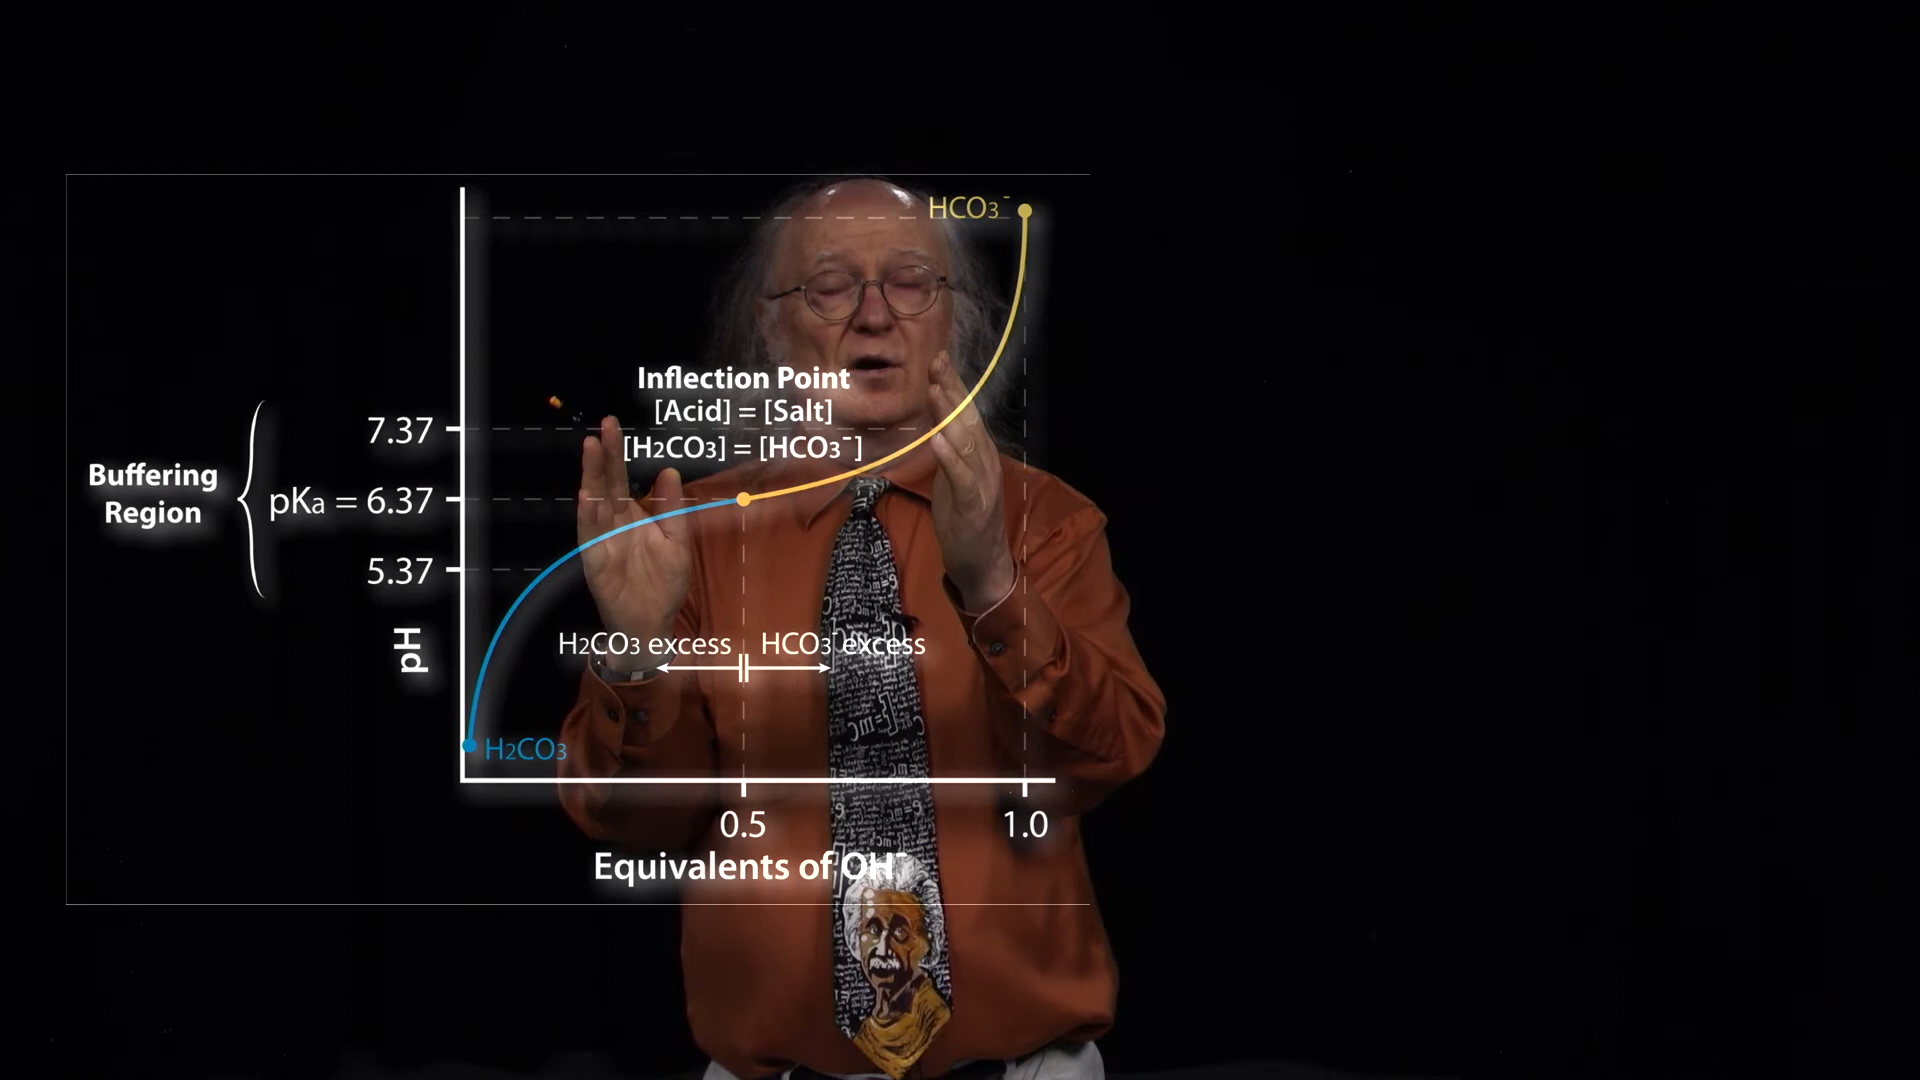 HCO₃⁻
Inflection Point
[Acid] = [Salt]
[H₂CO₃] = [HCO₃⁻]
7.37
Buffering
Region
pKa = 6.37
5.37
pH
H₂CO₃ excess
HCO₃⁻ excess
H₂CO₃
0.5
1.0
Equivalents of OH⁻